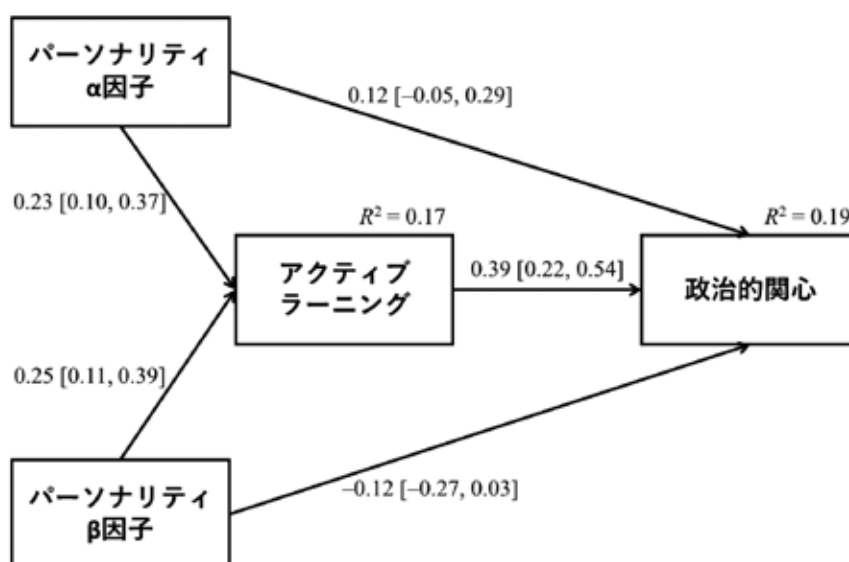 パーソナリティ
α因子
0.12 [–0.05, 0.29]
0.23 [0.10, 0.37]
R² = 0.17
R² = 0.19
アクティブ
ラーニング
0.39 [0.22, 0.54]
政治的関心
0.25 [0.11, 0.39]
パーソナリティ
β因子
–0.12 [–0.27, 0.03]